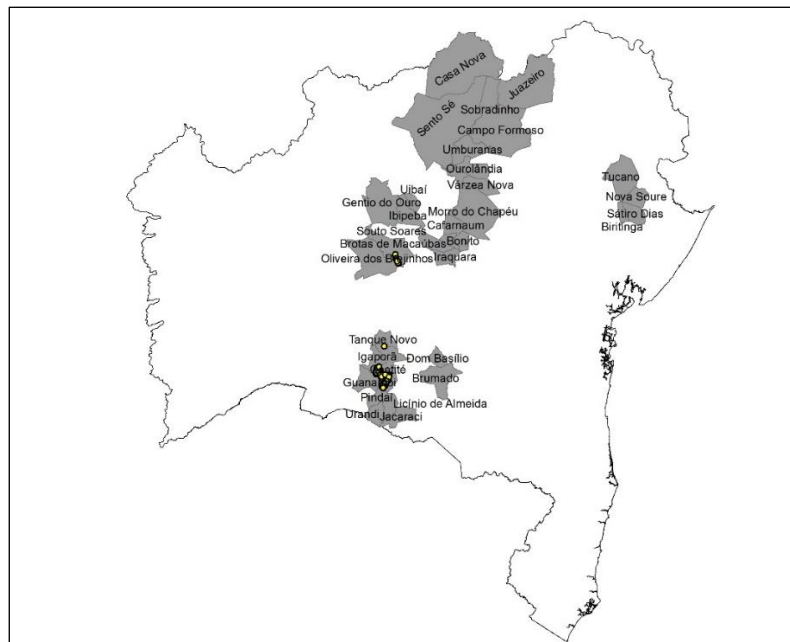 Casa Nova
Juazeiro
Sento Sé
Sobradinho
Campo Formoso
Umburanas
Ourolândia
Várzea Nova
Tucano
Nova Soure
Sátiro Dias
Biritinga
Uibaí
Gentio do Ouro
Ibipeba
Morro do Chapéu
Cafarnaum
Souto Soares
Bonito
Brotas de Macaúbas
Iraquara
Oliveira dos
Tanque Novo
Igaporã
Dom Basílio
Brumado
Pindaí
Licínio de Almeida
Urandi
Jacaraci